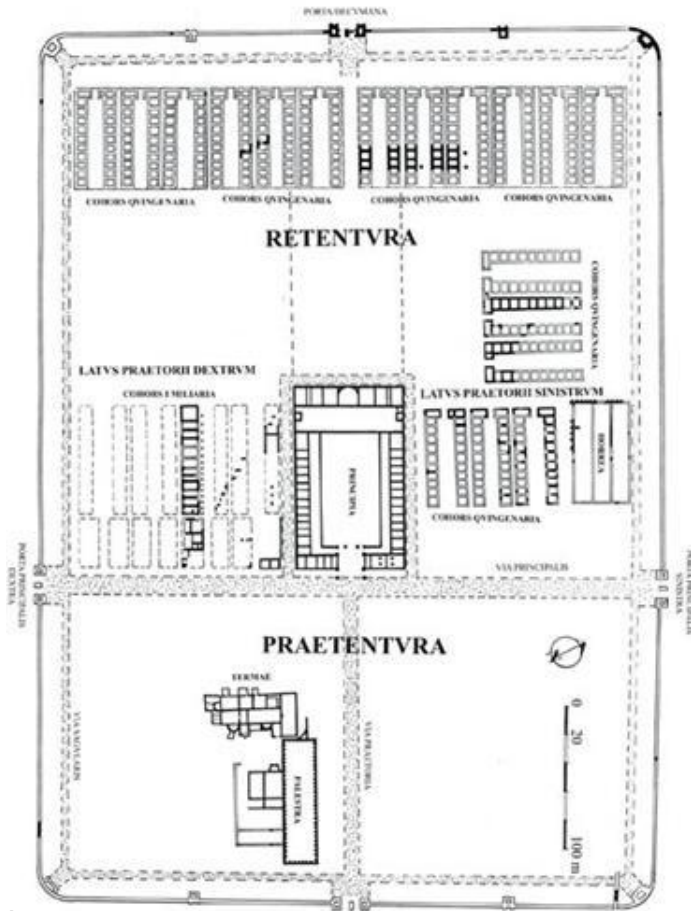 PORTA DECVMANA
COHORS QVINGENARIA
COHORS QVINGENARIA
COHORS QVINGENARIA
COHORS QVINGENARIA
RETENTVRA
COHORS QVINGENARIA
LATVS PRAETORII DEXTRVM
COHORS I MILIARIA
LATVS PRAETORII SINISTRVM
HORREA
PRINCIPIA
COHORS QVINGENARIA
PORTA PRINCIPALIS
DEXTRA
VIA PRINCIPALIS
PORTA PRINCIPALIS
SINISTRA
PRAETENTVRA
TERMAE
VIA SAGVLARIS
VIA PRAETORIA
PALESTRA
0
20
100 m